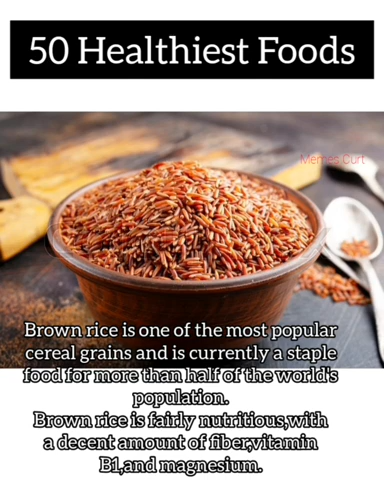 50 Healthiest Foods
Memes Curt
Brown rice is one of the most popular
cereal grains and is currently a staple
food for more than half of the world's
population.
Brown rice is fairly nutritious,with
a decent amount of fiber,vitamin
B1,and magnesium.